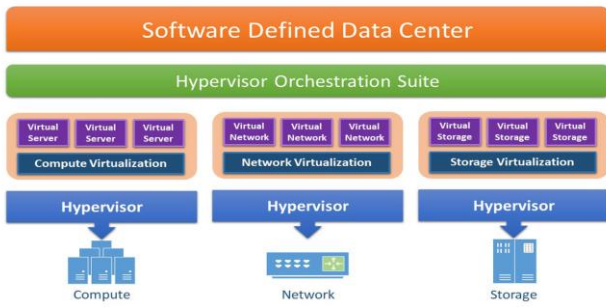 Software Defined Data Center
Hypervisor Orchestration Suite
Virtual Server
Virtual Server
Virtual Server
Compute Virtualization
Virtual Network
Virtual Network
Virtual Network
Network Virtualization
Virtual Storage
Virtual Storage
Virtual Storage
Storage Virtualization
Hypervisor
Hypervisor
Hypervisor
Compute
Network
Storage